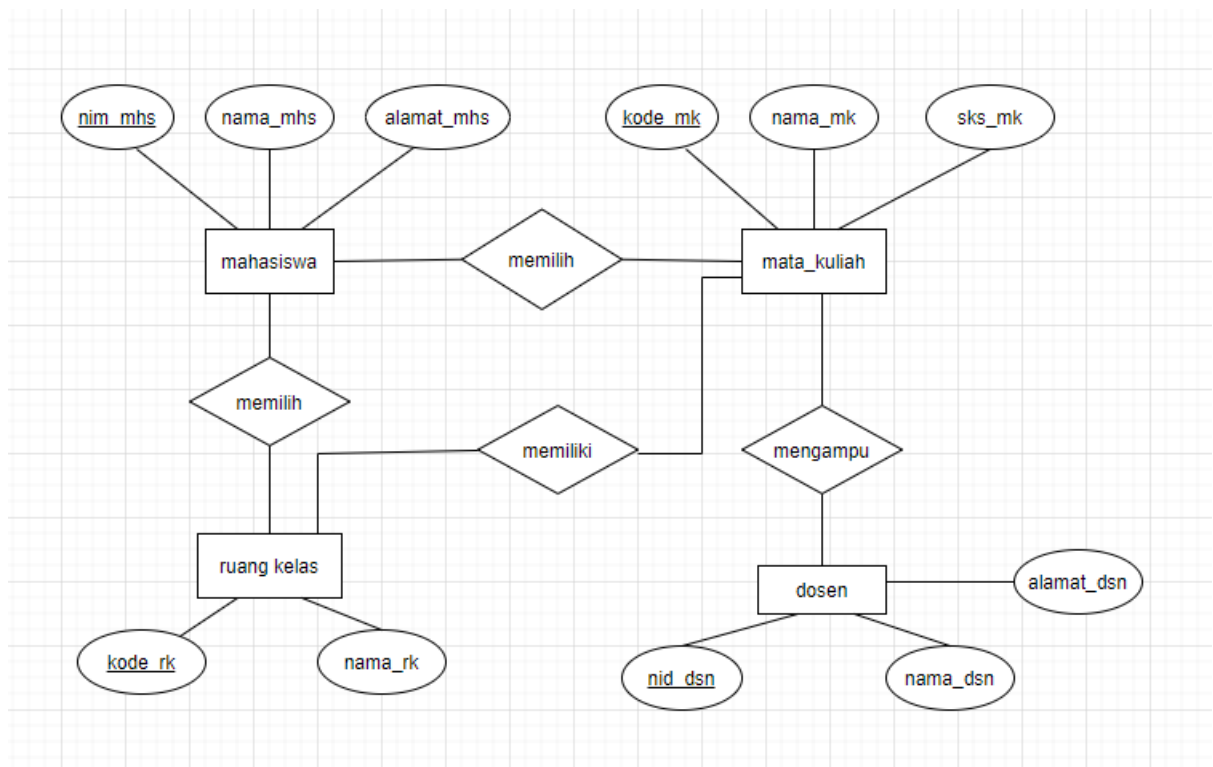 nim_mhs
nama_mhs
alamat_mhs
kode_mk
nama_mk
sks_mk
mahasiswa
memilih
mata_kuliah
memilih
memiliki
mengampu
ruang kelas
dosen
alamat_dsn
kode_rk
nama_rk
nid_dsn
nama_dsn